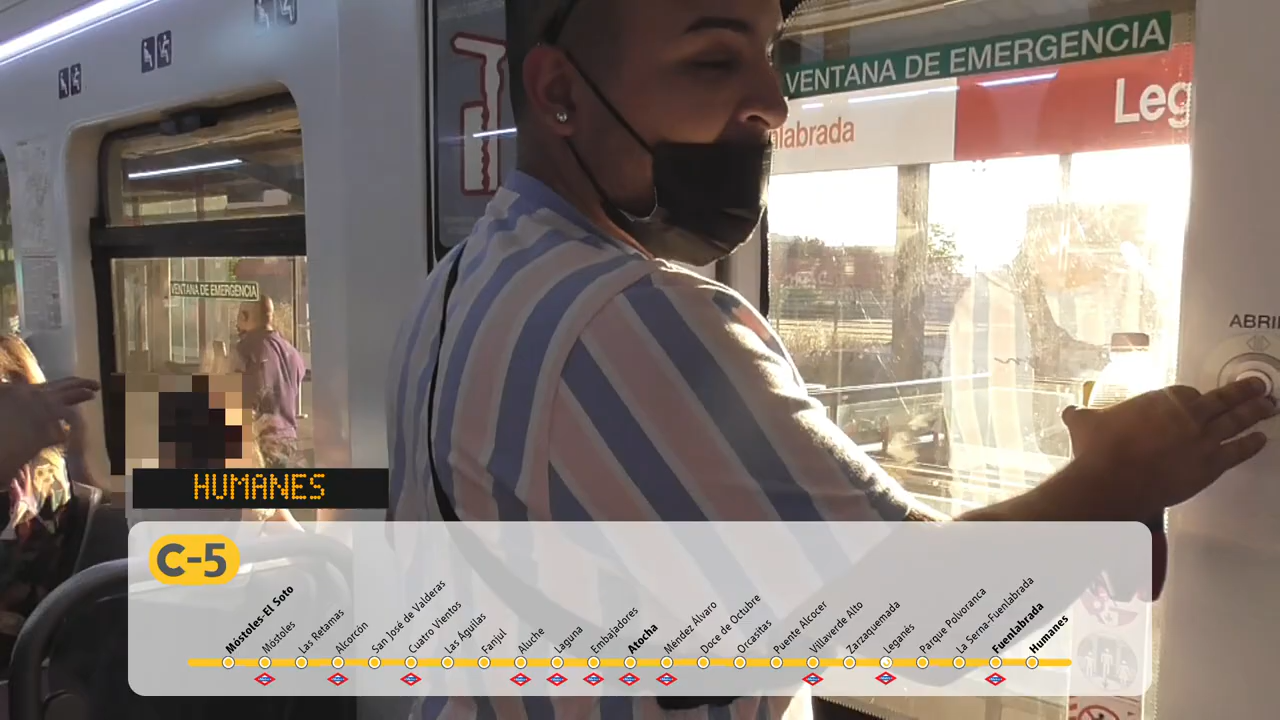 VENTANA DE EMERGENCIA
Leg
labrada
VENTANA DE EMERGENCIA
ABRI
HUMANES
C-5
Móstoles-El Soto
Móstoles
Las Retamas
Alcorcón
San José de Valderas
Cuatro Vientos
Las Águilas
Fanjul
Aluche
Laguna
Embajadores
Atocha
Méndez Álvaro
Doce de Octubre
Orcasitas
Puente Alcocer
Villaverde Alto
Zarzaquemada
Leganés
Parque Polvoranca
La Serna-Fuenlabrada
Fuenlabrada
Humanes